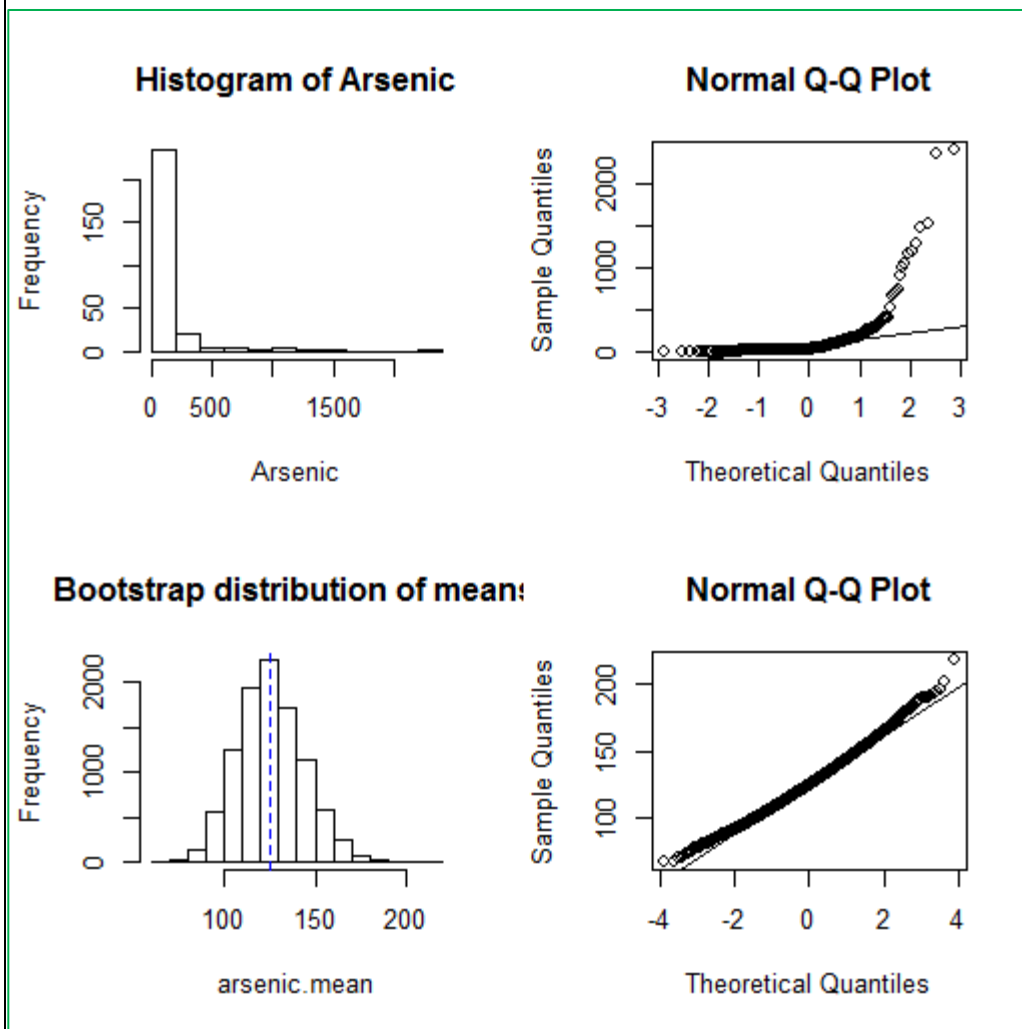 Histogram of Arsenic
Frequency
0 50 150
0 500 1500
Arsenic
Normal Q-Q Plot
Sample Quantiles
0 1000 2000
-3 -2 -1 0 1 2 3
Theoretical Quantiles
Bootstrap distribution of means
Frequency
0 1000 2000
100 150 200
arsenic.mean
Normal Q-Q Plot
Sample Quantiles
100 150 200
-4 -2 0 2 4
Theoretical Quantiles